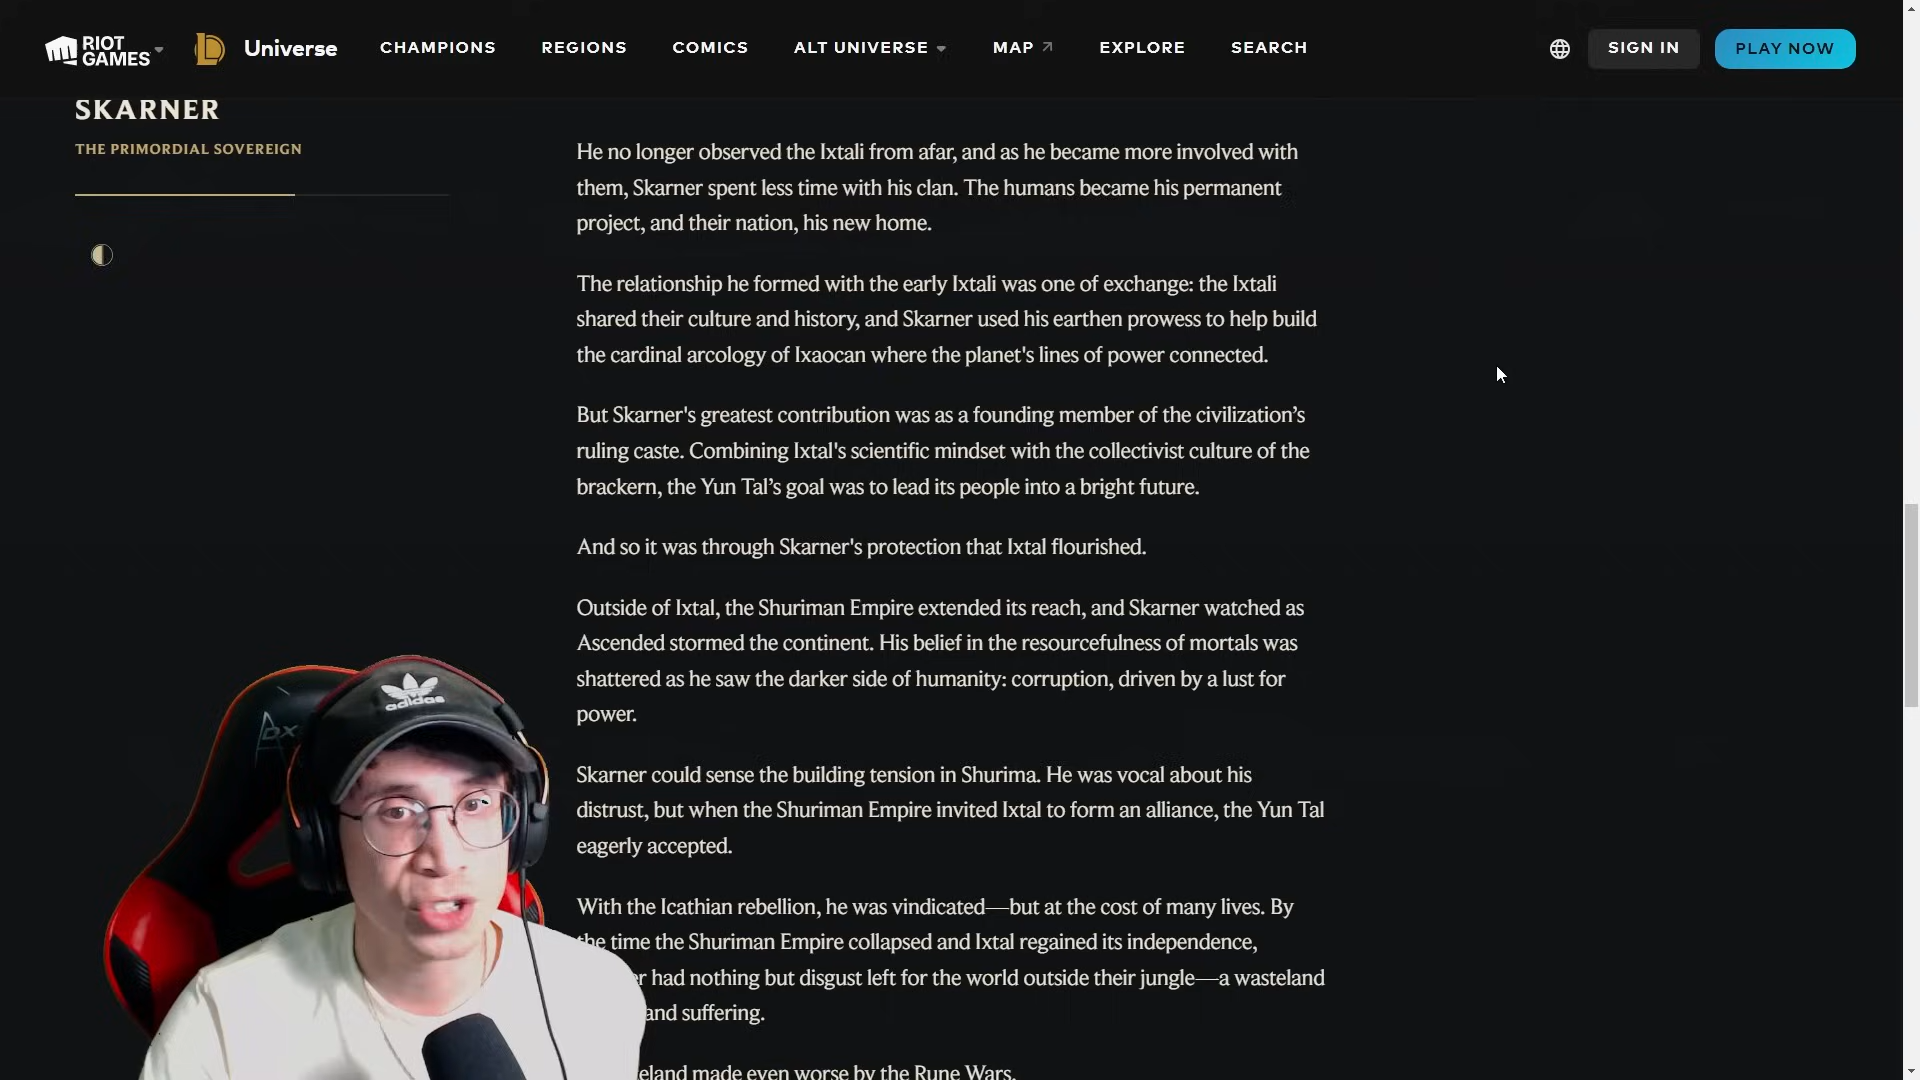 RIOT
GAMES
Universe
CHAMPIONS
REGIONS
COMICS
ALT UNIVERSE
MAP
EXPLORE
SEARCH
SIGN IN
PLAY NOW
SKARNER
THE PRIMORDIAL SOVEREIGN
He no longer observed the Ixtali from afar, and as he became more involved with
them, Skarner spent less time with his clan. The humans became his permanent
project, and their nation, his new home.
The relationship he formed with the early Ixtali was one of exchange: the Ixtali
shared their culture and history, and Skarner used his earthen prowess to help build
the cardinal arcology of Ixaocan where the planet's lines of power connected.
But Skarner's greatest contribution was as a founding member of the civilization’s
ruling caste. Combining Ixtal's scientific mindset with the collectivist culture of the
brackern, the Yun Tal’s goal was to lead its people into a bright future.
And so it was through Skarner's protection that Ixtal flourished.
Outside of Ixtal, the Shuriman Empire extended its reach, and Skarner watched as
Ascended stormed the continent. His belief in the resourcefulness of mortals was
shattered as he saw the darker side of humanity: corruption, driven by a lust for
power.
Skarner could sense the building tension in Shurima. He was vocal about his
distrust, but when the Shuriman Empire invited Ixtal to form an alliance, the Yun Tal
eagerly accepted.
With the Icathian rebellion, he was vindicated—but at the cost of many lives. By
the time the Shuriman Empire collapsed and Ixtal regained its independence,
had nothing but disgust left for the world outside their jungle—a wasteland
and suffering.
made even worse by the Rune Wars.
adidas